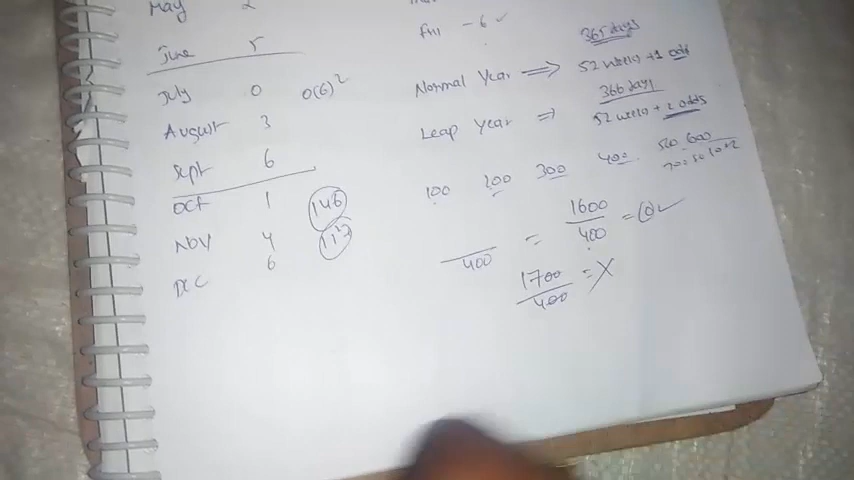 May 2
June 5
July 0 0(6)²
August 3
Sept 6
Oct 1 146
Nov 4
Dec 6
Fri - 6 ✓
365 days
Normal Year ⇒ 52 weeks + 1 odd
366 days
Leap Year ⇒ 52 weeks + 2 odds
100 200 300 400 500 600
400 = 1600/400 = (0) ✓
1700/400 = X